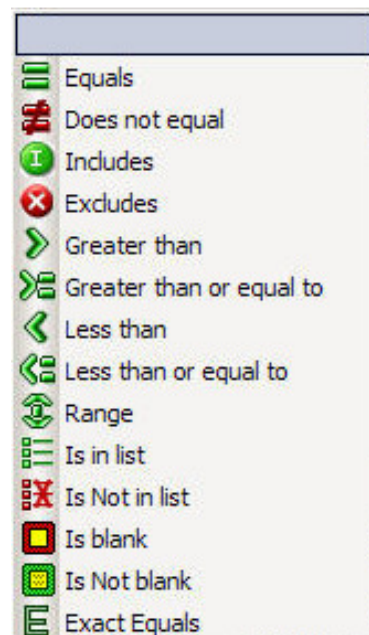 Equals
Does not equal
Includes
Excludes
Greater than
Greater than or equal to
Less than
Less than or equal to
Range
Is in list
Is Not in list
Is blank
Is Not blank
Exact Equals